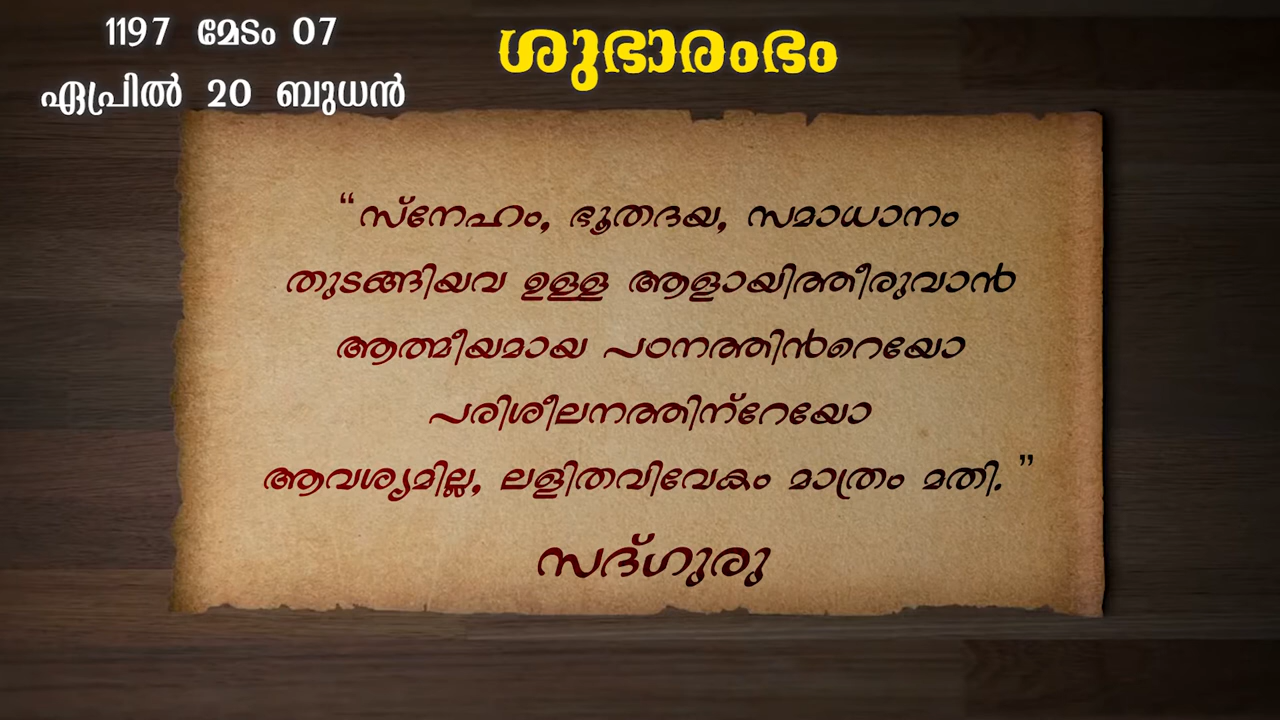 1197 മേടം 07
ഏപ്രിൽ 20 ബുധൻ
ശുഭാരംഭം
“സ്നേഹം, ഭൂതദയ, സമാധാനം
തുടങ്ങിയവ ഉള്ള ആളായിത്തീരുവാൻ
ആത്മീയമായ പഠനത്തിൻറെയോ
പരിശീലനത്തിന്റേയോ
ആവശ്യമില്ല, ലളിതവിവേകം മാത്രം മതി.”
സദ്ഗുരു